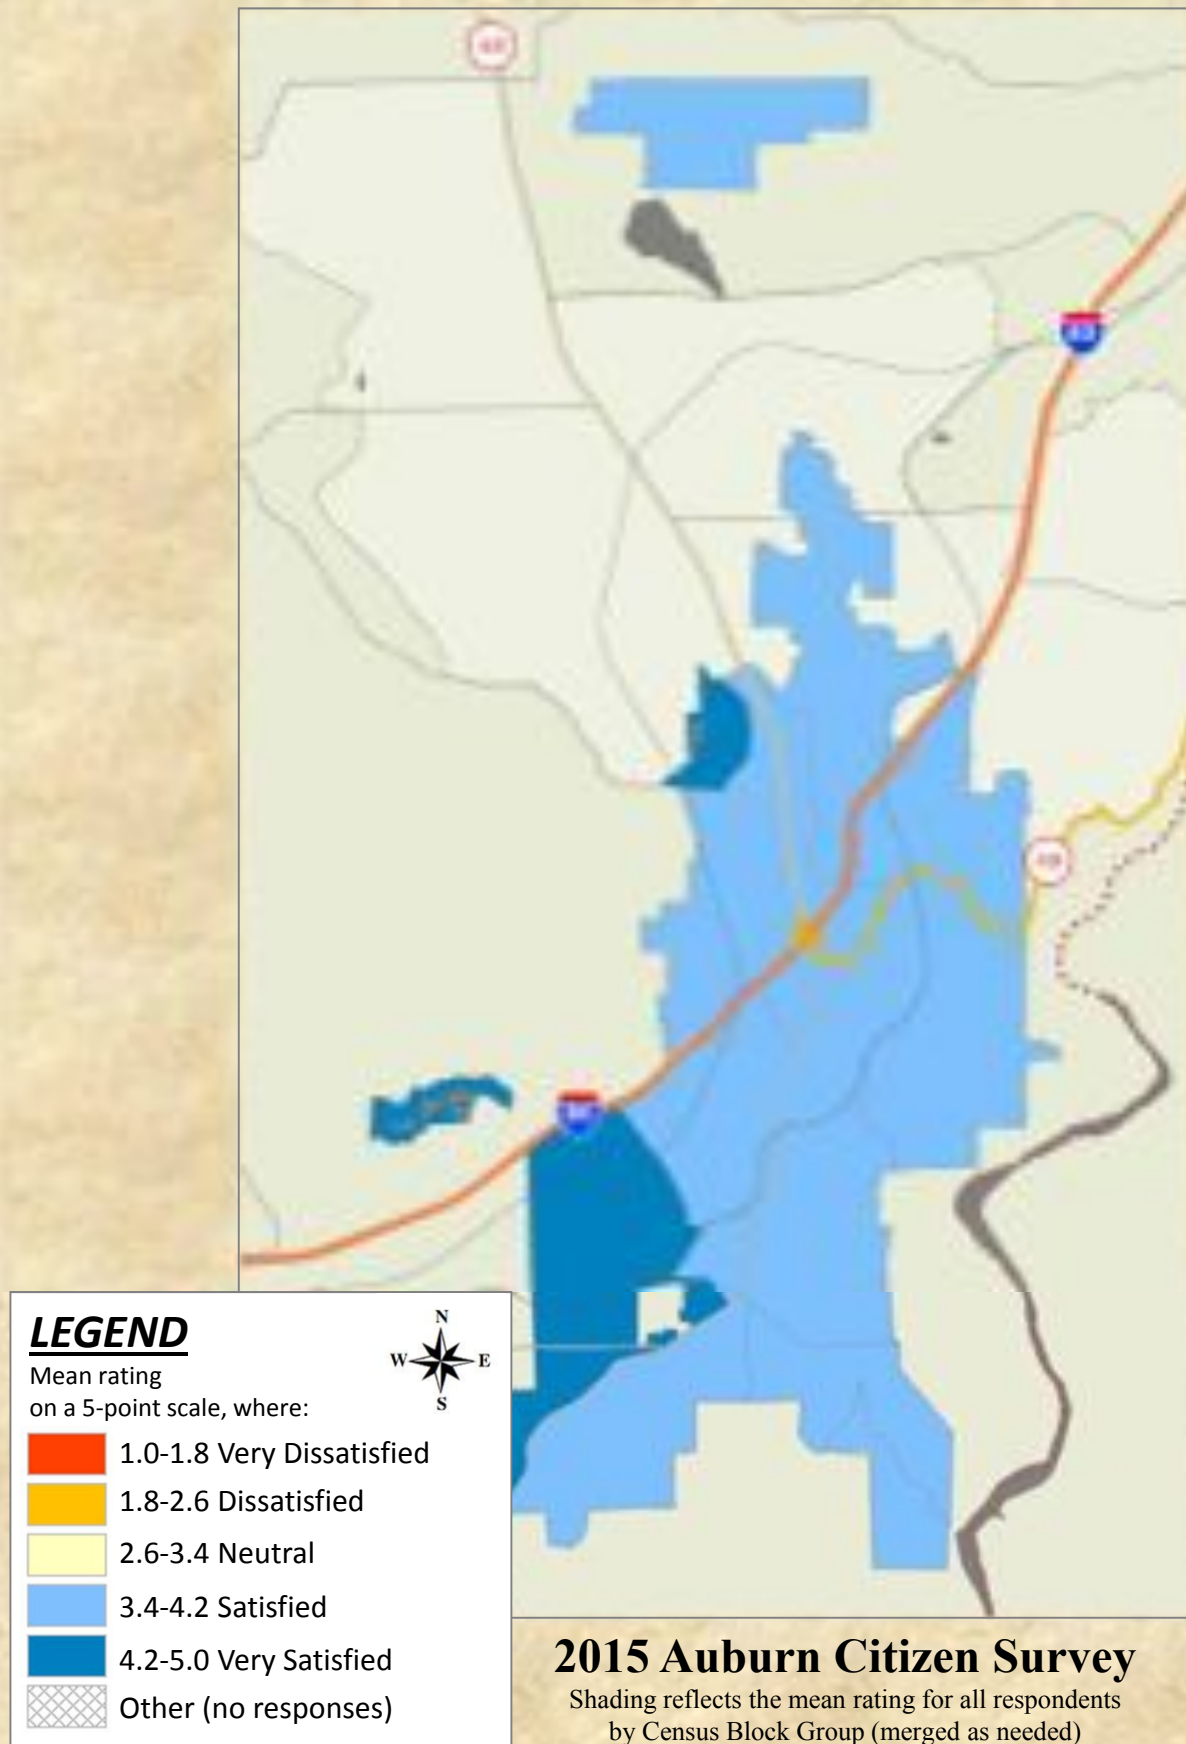 LEGEND
Mean rating
on a 5-point scale, where:
N
W E
S
1.0-1.8 Very Dissatisfied
1.8-2.6 Dissatisfied
2.6-3.4 Neutral
3.4-4.2 Satisfied
4.2-5.0 Very Satisfied
Other (no responses)
2015 Auburn Citizen Survey
Shading reflects the mean rating for all respondents
by Census Block Group (merged as needed)